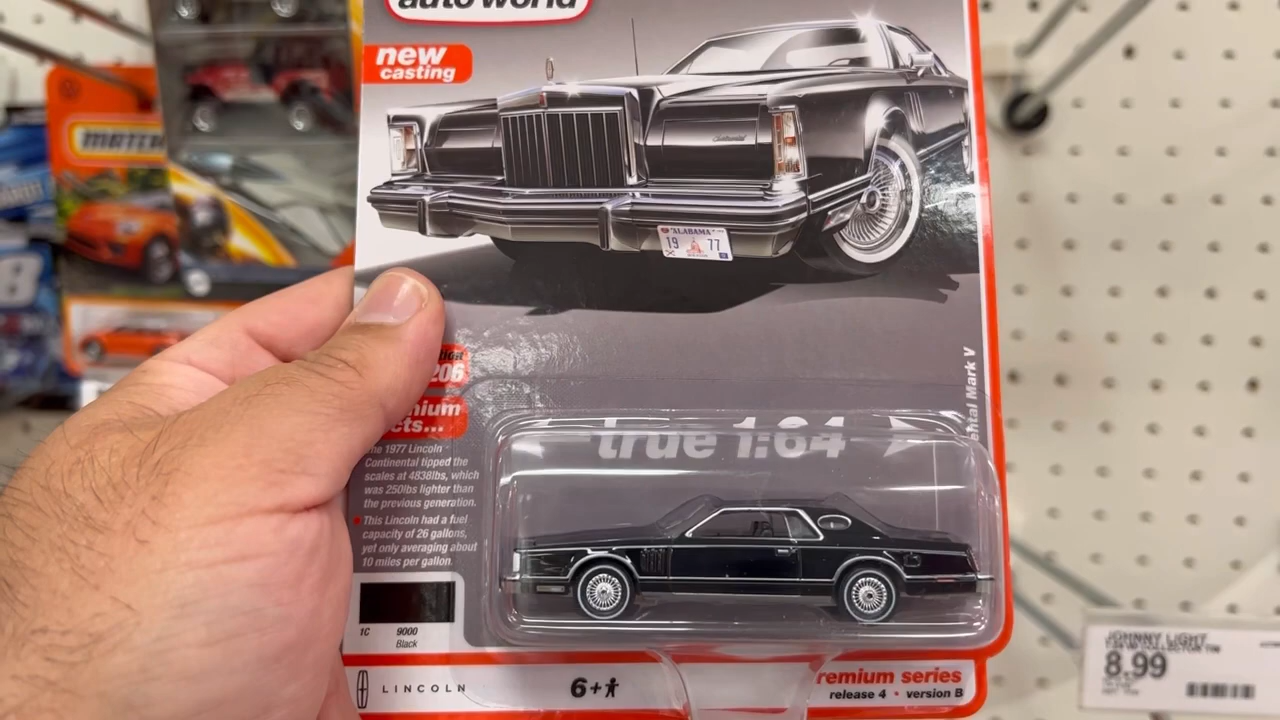 auto world
new
casting
Continental
ALABAMA
19 77
206
true 1:64
The 1977 Lincoln
Continental tipped the
scales at 4838lbs, which
was 250lbs lighter than
the previous generation.
This Lincoln had a fuel
capacity of 26 gallons,
yet only averaging about
10 miles per gallon.
1C 9000
Black
LINCOLN
6+
remium series
release 4 • version B
ental Mark V
MATCH
8
JOHNNY LIGHT
8.99